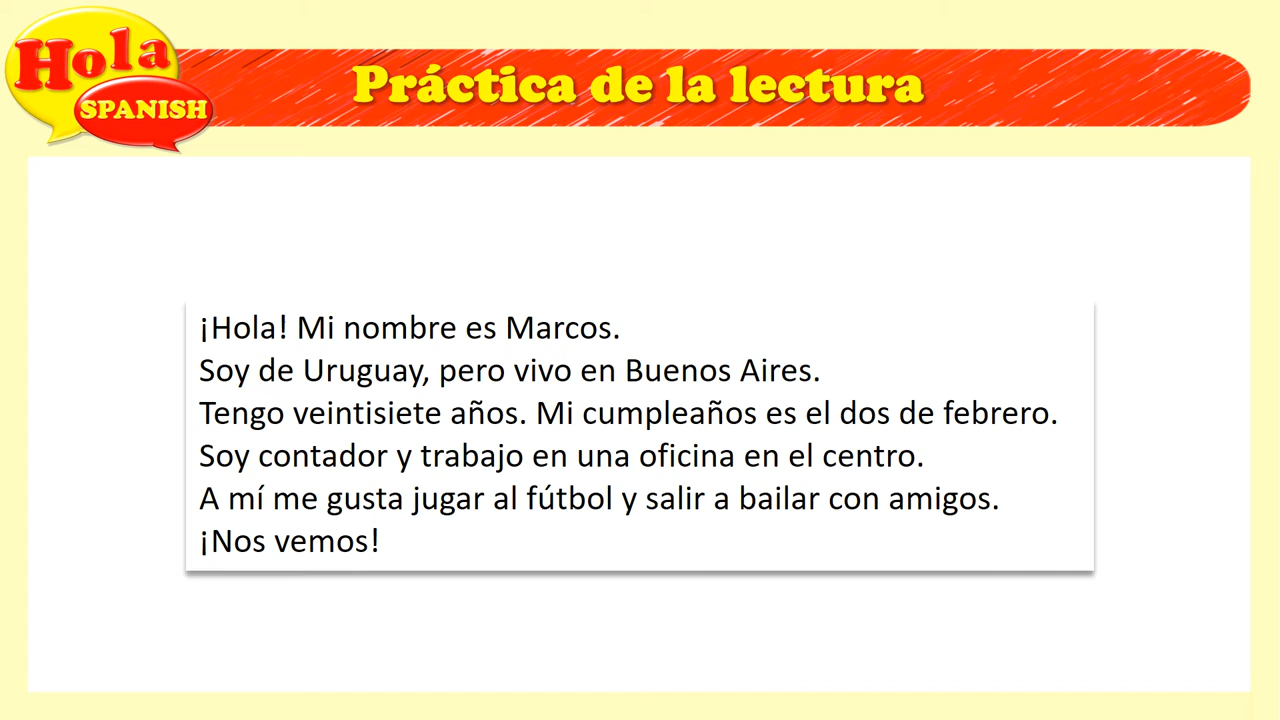 Hola
SPANISH
Práctica de la lectura
¡Hola! Mi nombre es Marcos.
Soy de Uruguay, pero vivo en Buenos Aires.
Tengo veintisiete años. Mi cumpleaños es el dos de febrero.
Soy contador y trabajo en una oficina en el centro.
A mí me gusta jugar al fútbol y salir a bailar con amigos.
¡Nos vemos!